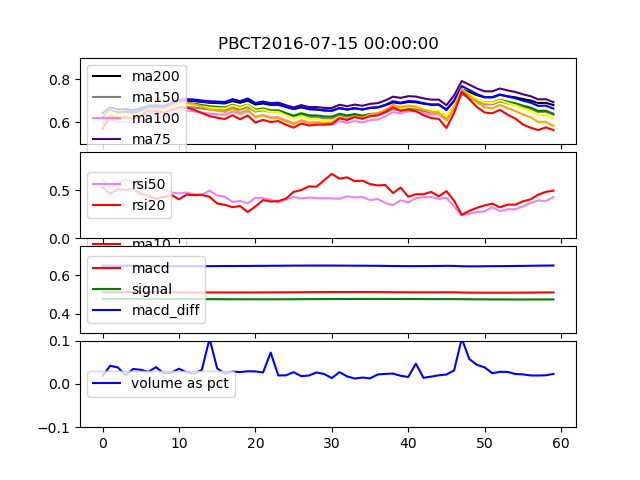 PBCT2016-07-15 00:00:00
0.8
0.6
ma200
ma150
ma100
ma75
0.5
0.0
rsi50
rsi20
ma10
0.6
0.4
macd
signal
macd_diff
0.1
0.0
−0.1
volume as pct
0 10 20 30 40 50 60